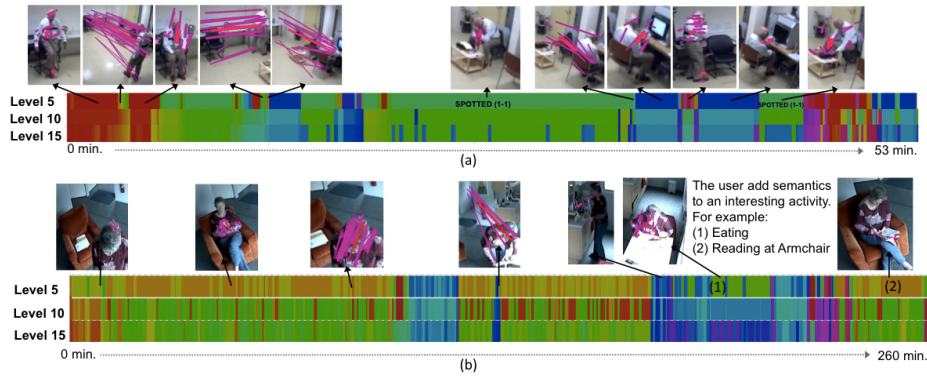 Level 5
SPOTTED (1-1)
SPOTTED (1-1)
Level 10
Level 15
0 min.
53 min.
(a)
The user add semantics
to an interesting activity.
For example:
(1) Eating
(2) Reading at Armchair
Level 5
(1)
(2)
Level 10
Level 15
0 min.
260 min.
(b)